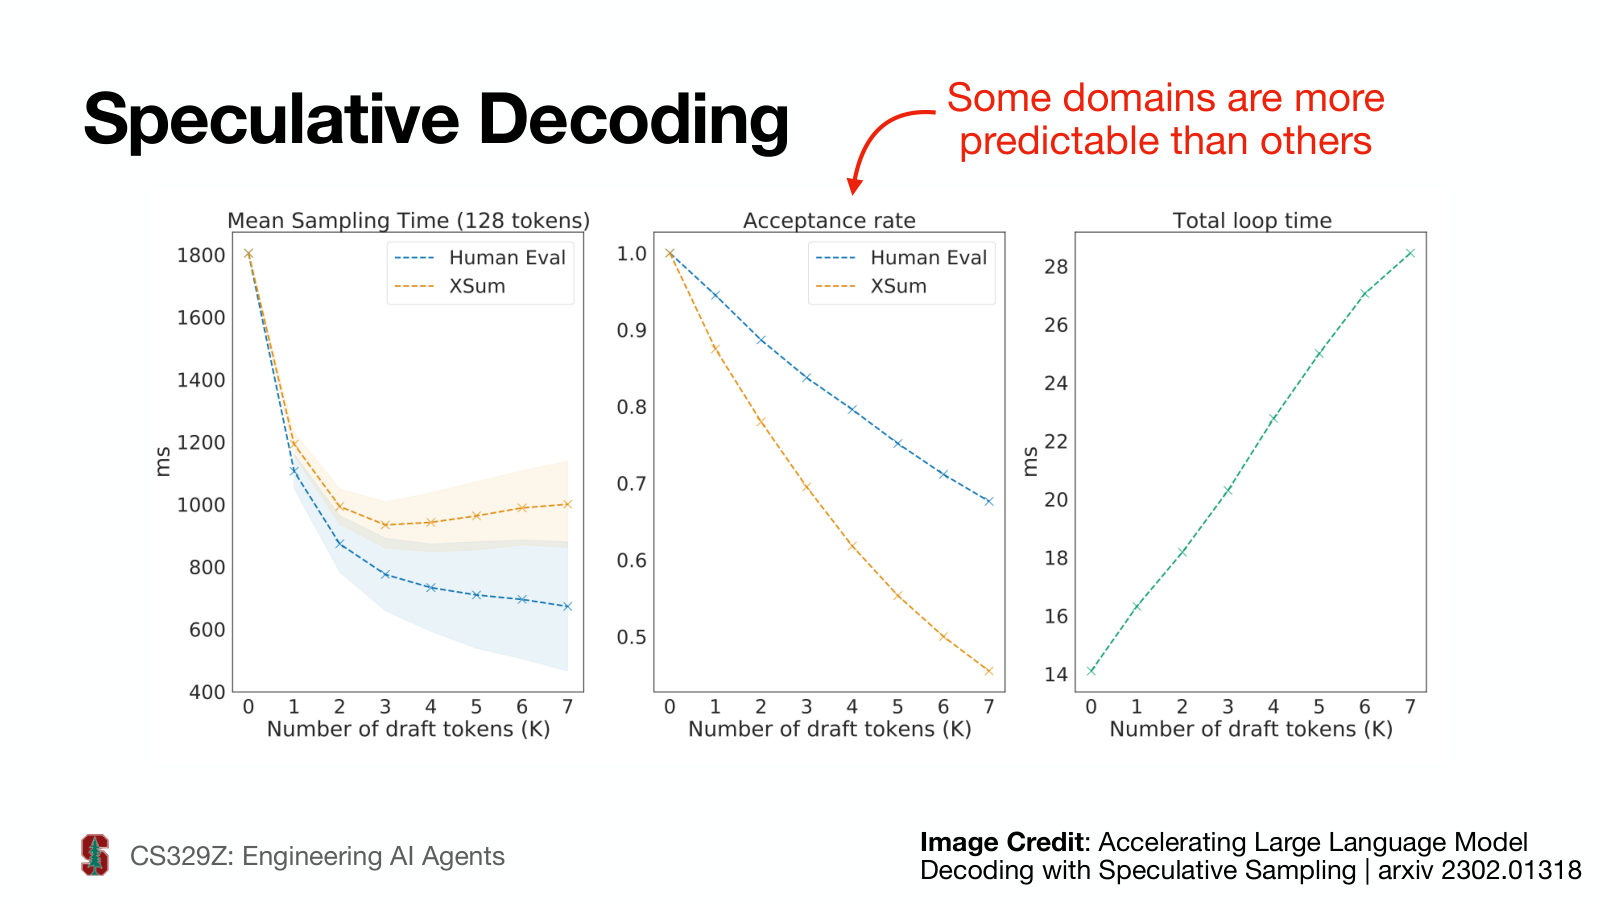 Speculative Decoding
Some domains are more
predictable than others
Mean Sampling Time (128 tokens)
Human Eval
XSum
1800
1600
1400
1200
1000
800
600
400
ms
0 1 2 3 4 5 6 7
Number of draft tokens (K)
Acceptance rate
Human Eval
XSum
1.0
0.9
0.8
0.7
0.6
0.5
0 1 2 3 4 5 6 7
Number of draft tokens (K)
Total loop time
28
26
24
22
20
18
16
14
ms
0 1 2 3 4 5 6 7
Number of draft tokens (K)
S
CS329Z: Engineering AI Agents
Image Credit: Accelerating Large Language Model
Decoding with Speculative Sampling | arxiv 2302.01318